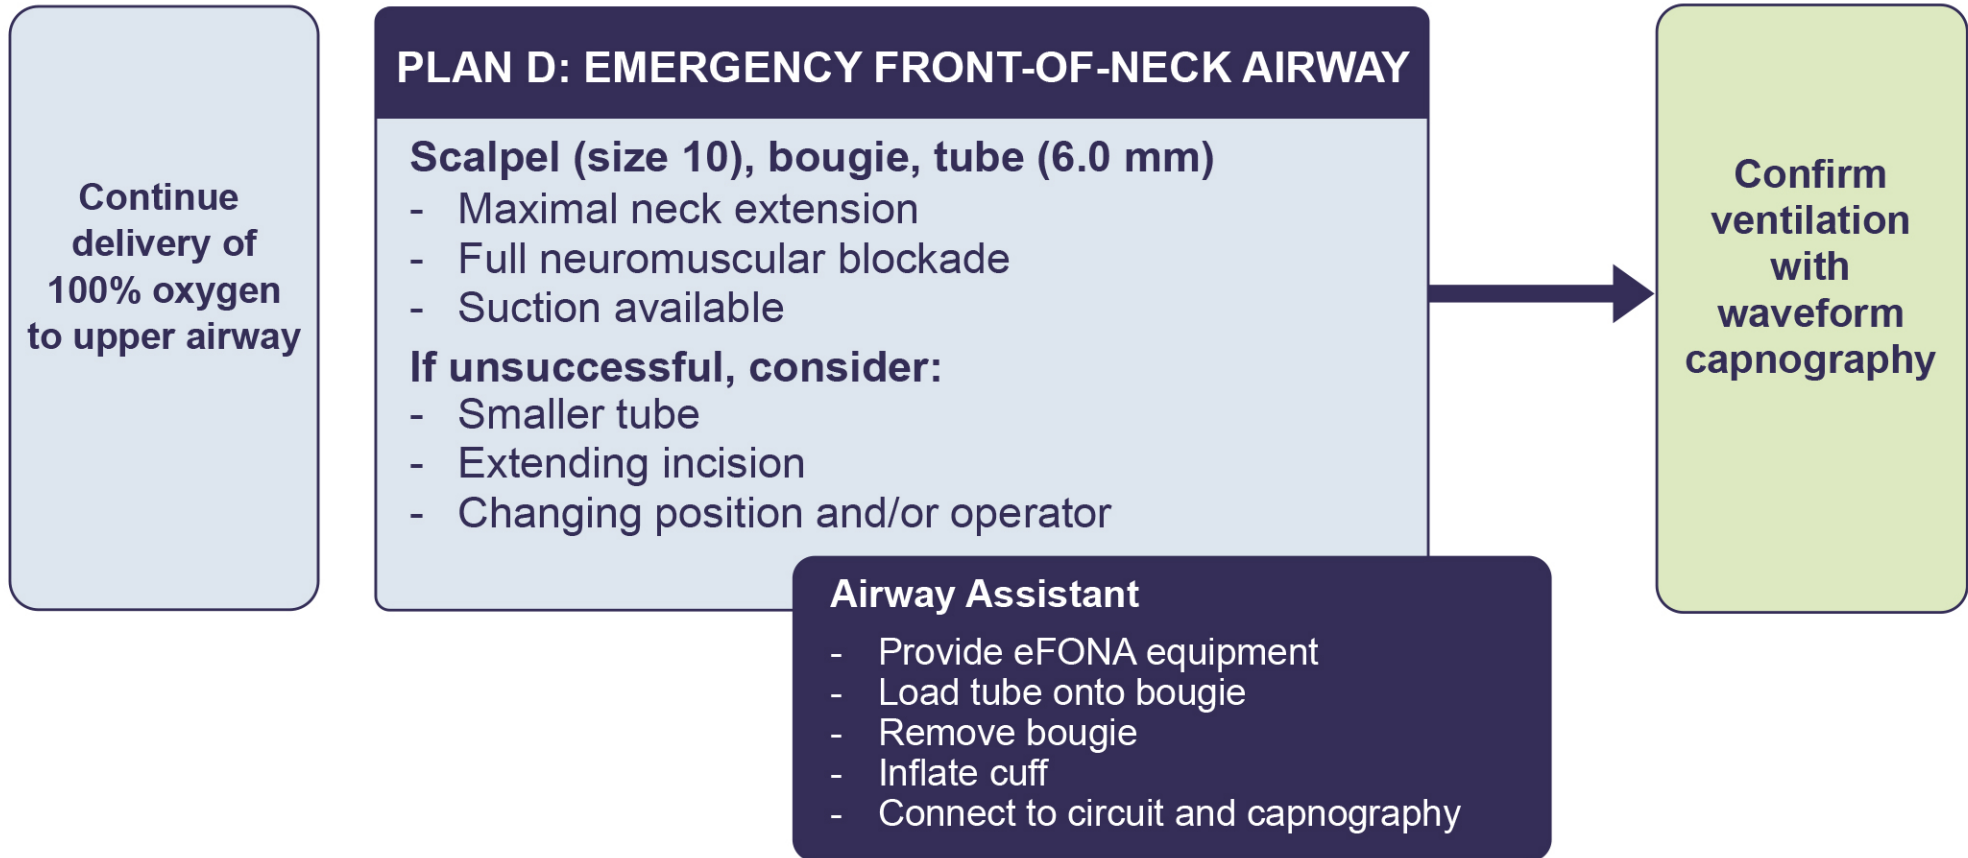 Continue
delivery of
100% oxygen
to upper airway
PLAN D: EMERGENCY FRONT-OF-NECK AIRWAY
Scalpel (size 10), bougie, tube (6.0 mm)
- Maximal neck extension
- Full neuromuscular blockade
- Suction available
If unsuccessful, consider:
- Smaller tube
- Extending incision
- Changing position and/or operator
Airway Assistant
- Provide eFONA equipment
- Load tube onto bougie
- Remove bougie
- Inflate cuff
- Connect to circuit and capnography
Confirm
ventilation
with
waveform
capnography